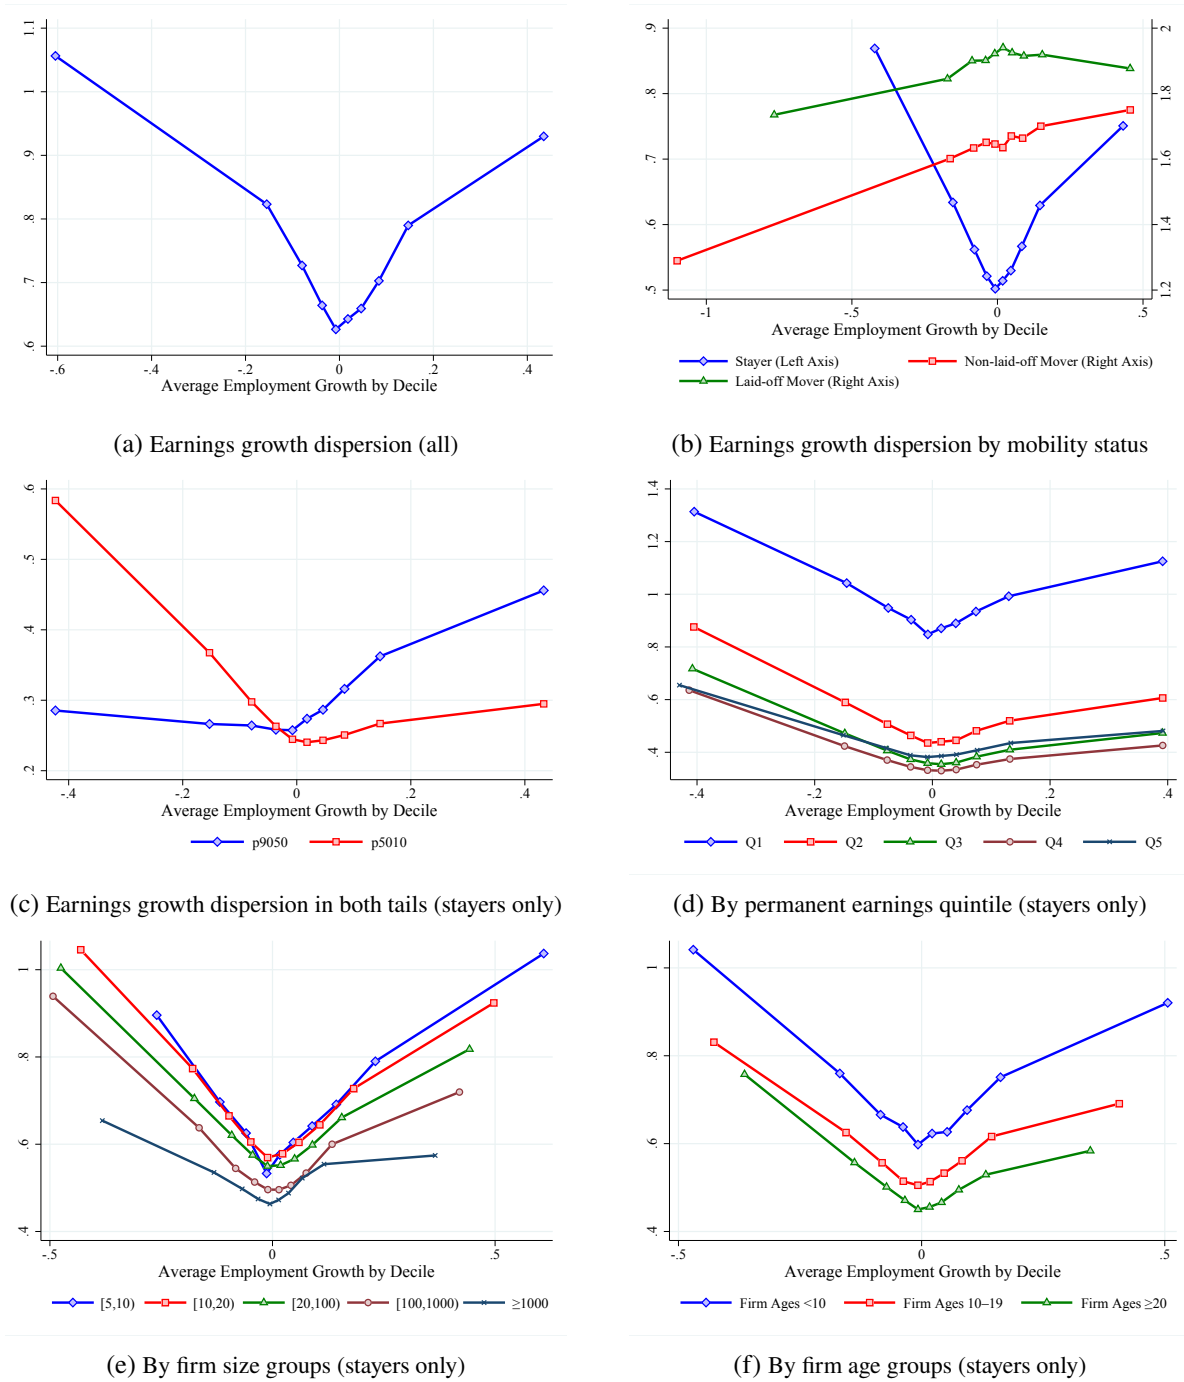 1.1
1
.9
.8
.7
.6
-.6
-.4
-.2
0
.2
.4
Average Employment Growth by Decile
(a) Earnings growth dispersion (all)
.9
.8
.7
.6
.5
2
1.8
1.6
1.4
1.2
-1
-.5
0
.5
Average Employment Growth by Decile
Stayer (Left Axis)
Non-laid-off Mover (Right Axis)
Laid-off Mover (Right Axis)
(b) Earnings growth dispersion by mobility status
.6
.5
.4
.3
.2
-.4
-.2
0
.2
.4
Average Employment Growth by Decile
p9050
p5010
(c) Earnings growth dispersion in both tails (stayers only)
1.4
1.2
1
.8
.6
.4
-.4
-.2
0
.2
.4
Average Employment Growth by Decile
Q1
Q2
Q3
Q4
Q5
(d) By permanent earnings quintile (stayers only)
1
.8
.6
.4
-.5
0
.5
Average Employment Growth by Decile
[5,10)
[10,20)
[20,100)
[100,1000)
≥1000
(e) By firm size groups (stayers only)
1
.8
.6
.4
-.5
0
.5
Average Employment Growth by Decile
Firm Ages <10
Firm Ages 10–19
Firm Ages ≥20
(f) By firm age groups (stayers only)